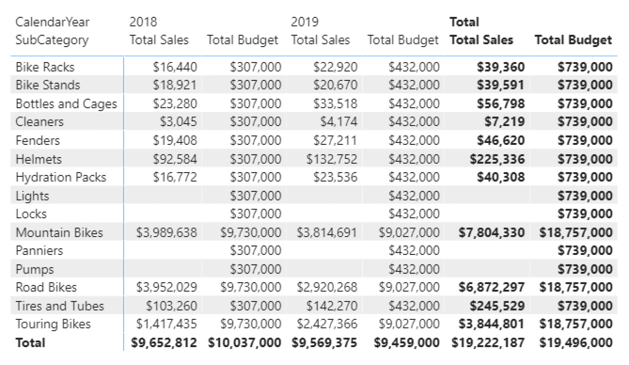 CalendarYear 2018 2019 Total
SubCategory Total Sales Total Budget Total Sales Total Budget Total Sales Total Budget
Bike Racks $16,440 $307,000 $22,920 $432,000 $39,360 $739,000
Bike Stands $18,921 $307,000 $20,670 $432,000 $39,591 $739,000
Bottles and Cages $23,280 $307,000 $33,518 $432,000 $56,798 $739,000
Cleaners $3,045 $307,000 $4,174 $432,000 $7,219 $739,000
Fenders $19,408 $307,000 $27,211 $432,000 $46,620 $739,000
Helmets $92,584 $307,000 $132,752 $432,000 $225,336 $739,000
Hydration Packs $16,772 $307,000 $23,536 $432,000 $40,308 $739,000
Lights $307,000 $432,000 $739,000
Locks $307,000 $432,000 $739,000
Mountain Bikes $3,989,638 $9,730,000 $3,814,691 $9,027,000 $7,804,330 $18,757,000
Panniers $307,000 $432,000 $739,000
Pumps $307,000 $432,000 $739,000
Road Bikes $3,952,029 $9,730,000 $2,920,268 $9,027,000 $6,872,297 $18,757,000
Tires and Tubes $103,260 $307,000 $142,270 $432,000 $245,529 $739,000
Touring Bikes $1,417,435 $9,730,000 $2,427,366 $9,027,000 $3,844,801 $18,757,000
Total $9,652,812 $10,037,000 $9,569,375 $9,459,000 $19,222,187 $19,496,000